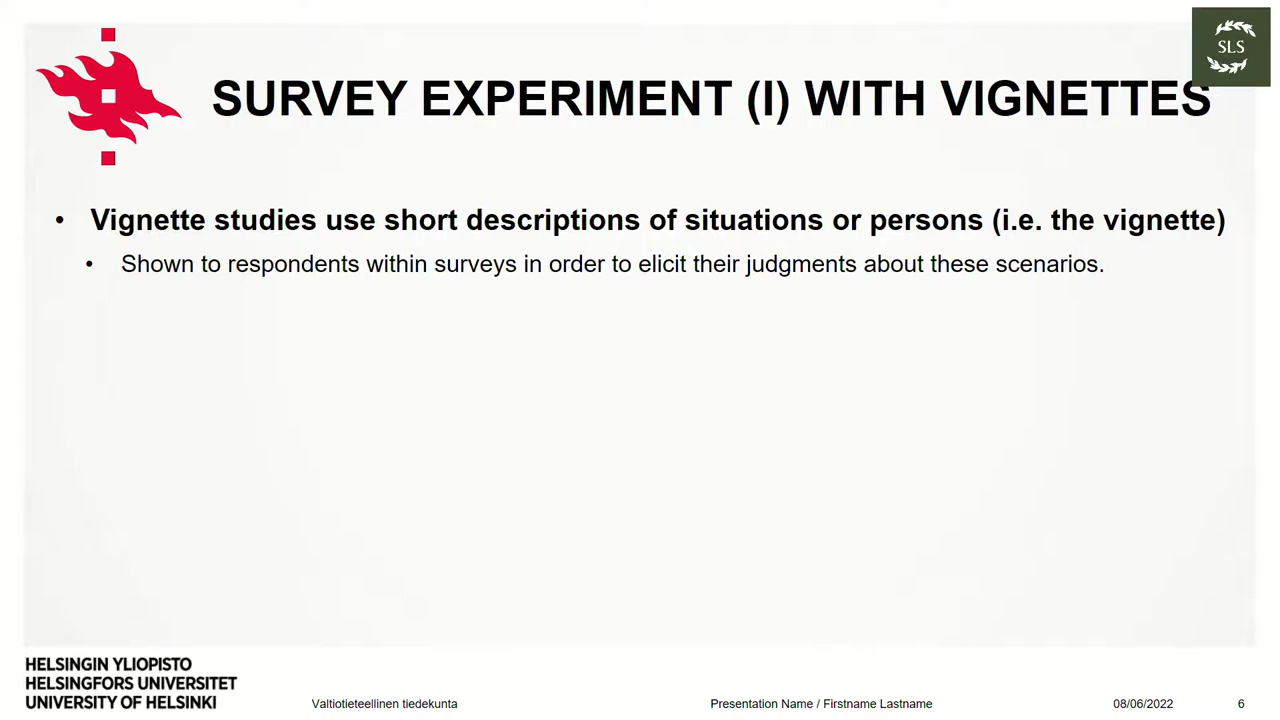 SLS
SURVEY EXPERIMENT (I) WITH VIGNETTES
• Vignette studies use short descriptions of situations or persons (i.e. the vignette)
• Shown to respondents within surveys in order to elicit their judgments about these scenarios.
HELSINGIN YLIOPISTO
HELSINGFORS UNIVERSITET
UNIVERSITY OF HELSINKI
Valtiotieteellinen tiedekunta
Presentation Name / Firstname Lastname
08/06/2022
6